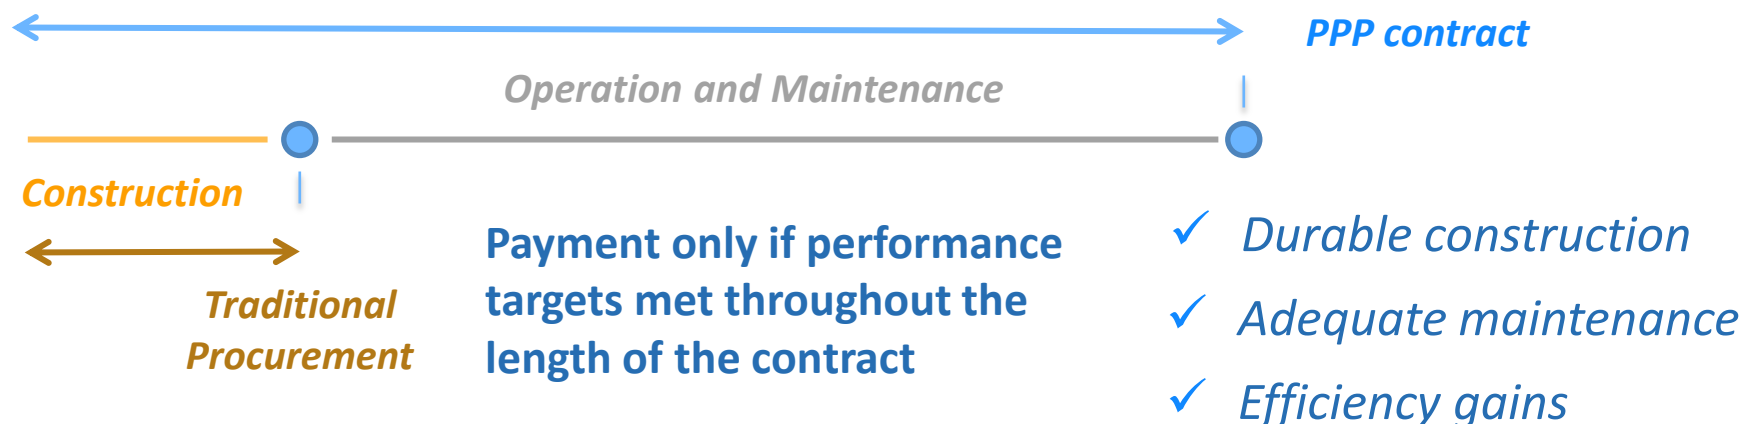 PPP contract
Operation and Maintenance
Construction
Traditional
Procurement
Payment only if performance
targets met throughout the
length of the contract
✓ Durable construction
✓ Adequate maintenance
✓ Efficiency gains